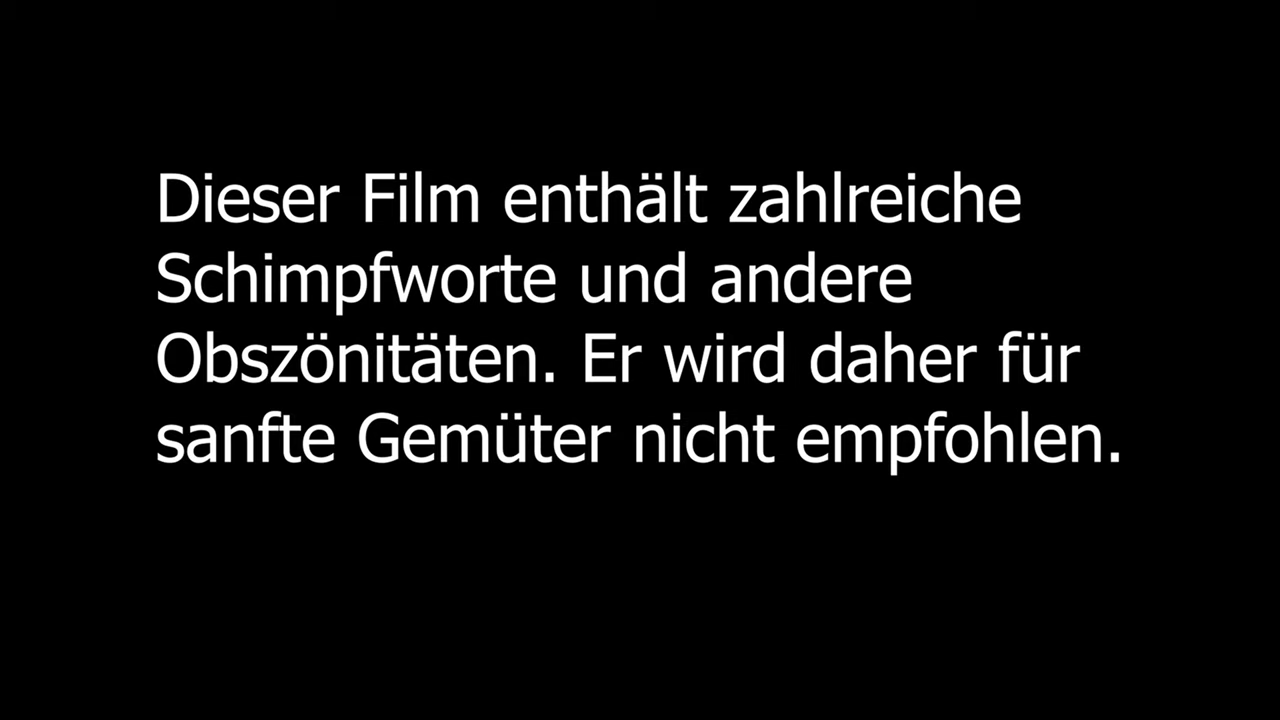 Dieser Film enthält zahlreiche
Schimpfworte und andere
Obszönitäten. Er wird daher für
sanfte Gemüter nicht empfohlen.